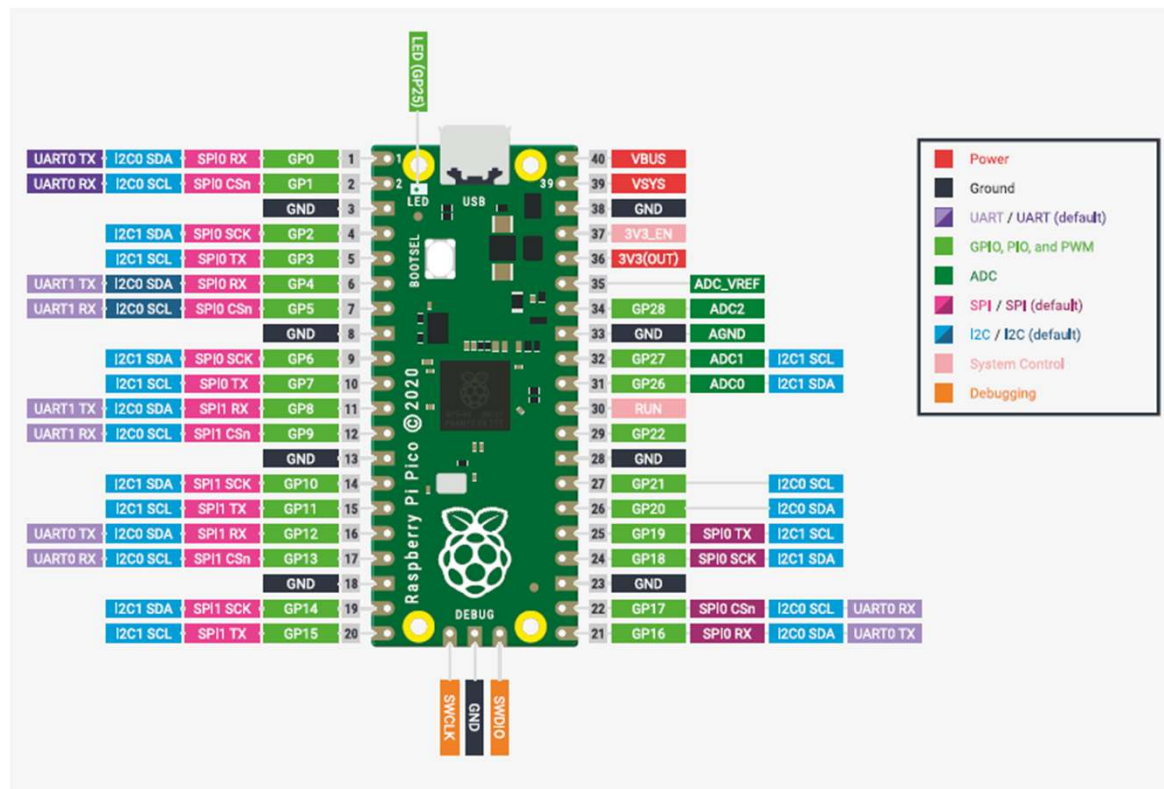 LED (GP25)
UART0 TX I2C0 SDA SPI0 RX GP0 1 1 40 VBUS
UART0 RX I2C0 SCL SPI0 CSn GP1 2 2 39 39 VSYS
LED USB
GND 3 38 GND
I2C1 SDA SPI0 SCK GP2 4 37 3V3_EN
I2C1 SCL SPI0 TX GP3 5 36 3V3(OUT)
BOOTSEL
UART1 TX I2C0 SDA SPI0 RX GP4 6 35 ADC_VREF
UART1 RX I2C0 SCL SPI0 CSn GP5 7 34 GP28 ADC2
GND 8 33 GND AGND
I2C1 SDA SPI0 SCK GP6 9 32 GP27 ADC1 I2C1 SCL
I2C1 SCL SPI0 TX GP7 10 31 GP26 ADC0 I2C1 SDA
UART1 TX I2C0 SDA SPI1 RX GP8 11 30 RUN
UART1 RX I2C0 SCL SPI1 CSn GP9 12 29 GP22
GND 13 28 GND
I2C1 SDA SPI1 SCK GP10 14 27 GP21 I2C0 SCL
I2C1 SCL SPI1 TX GP11 15 26 GP20 I2C0 SDA
UART0 TX I2C0 SDA SPI1 RX GP12 16 25 GP19 SPI0 TX I2C1 SCL
UART0 RX I2C0 SCL SPI1 CSn GP13 17 24 GP18 SPI0 SCK I2C1 SDA
GND 18 23 GND
I2C1 SDA SPI1 SCK GP14 19 22 GP17 SPI0 CSn I2C0 SCL UART0 RX
I2C1 SCL SPI1 TX GP15 20 21 GP16 SPI0 RX I2C0 SDA UART0 TX
Raspberry Pi Pico © 2020
DEBUG
SWCLK
GND
SWDIO
Power
Ground
UART / UART (default)
GPIO, PIO, and PWM
ADC
SPI / SPI (default)
I2C / I2C (default)
System Control
Debugging